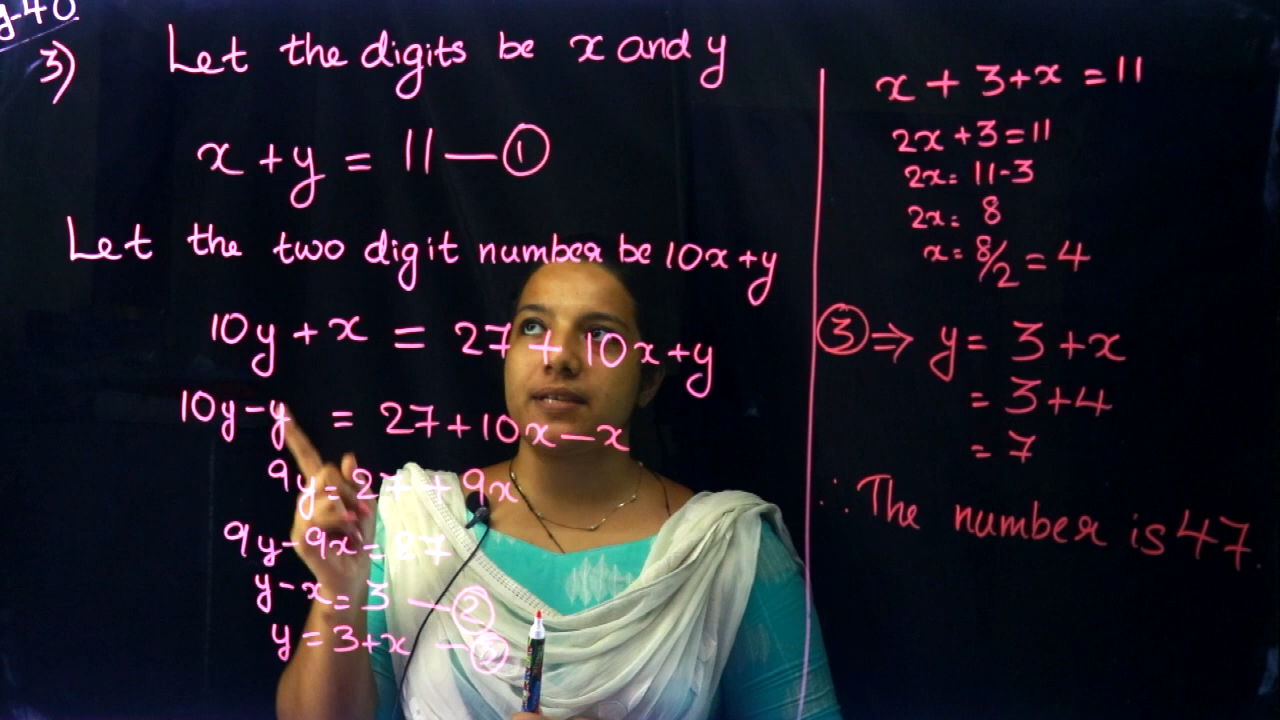 g-40
3) Let the digits be x and y
x + y = 11 — ①
Let the two digit number be 10x+y
10y + x = 27 + 10x+y
10y-y = 27+10x-x
9y=27+9x
9y-9x=27
y-x=3 — ②
y=3+x — ③
x + 3+x = 11
2x+3=11
2x= 11-3
2x= 8
x= 8/2 = 4
③ ⇒ y= 3+x
= 3+4
= 7
∴ The number is 47.